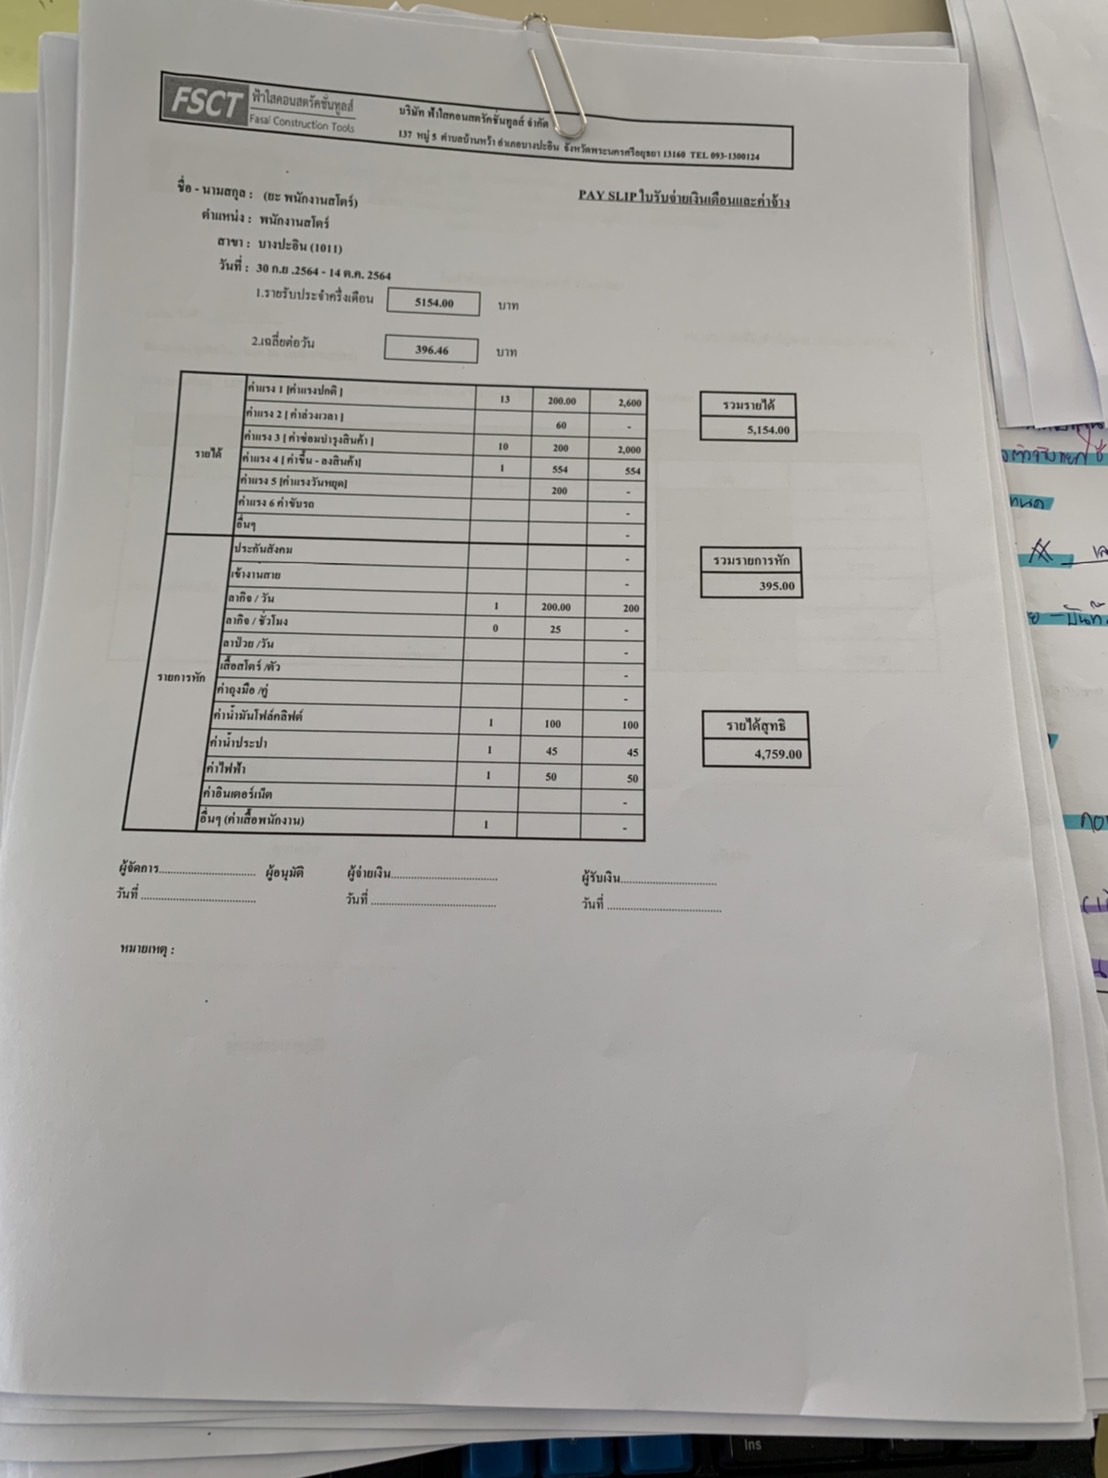 FSCT ฟ้าใสคอนสตรัคชั่นทูลส์
Fasai Construction Tools
บริษัท ฟ้าใสคอนสตรัคชั่นทูลส์ จำกัด
137 หมู่ 5 ตำบลบ้านหว้า อำเภอบางปะอิน จังหวัดพระนครศรีอยุธยา 13160 TEL 093-1300124
PAY SLIP ใบรับจ่ายเงินเดือนและค่าจ้าง
ชื่อ - นามสกุล : (ยะ พนักงานสโตร์)
ตำแหน่ง : พนักงานสโตร์
สาขา : บางปะอิน (1011)
วันที่ : 30 ก.ย .2564 - 14 ต.ค. 2564
1.รายรับประจำครึ่งเดือน 5154.00 บาท
2.เฉลี่ยต่อวัน 396.46 บาท
รายได้
ค่าแรง 1 [ค่าแรงปกติ ] 13 200.00 2,600
ค่าแรง 2 [ ค่าล่วงเวลา ] 60 -
ค่าแรง 3 [ ค่าซ่อมบำรุงสินค้า ] 10 200 2,000
ค่าแรง 4 [ ค่าขึ้น - ลงสินค้า] 1 554 554
ค่าแรง 5 [ค่าแรงวันหยุด] 200 -
ค่าแรง 6 ค่าขับรถ -
อื่นๆ -
รายการหัก
ประกันสังคม -
เข้างานสาย -
ลากิจ / วัน 1 200.00 200
ลากิจ / ชั่วโมง 0 25 -
ลาป่วย /วัน -
เสื้อสโตร์ /ตัว -
ค่าถุงมือ /คู่ -
ค่าน้ำมันโฟล์คลิฟต์ 1 100 100
ค่าน้ำประปา 1 45 45
ค่าไฟฟ้า 1 50 50
ค่าอินเตอร์เน็ต -
อื่นๆ (ค่าเสื้อพนักงาน) 1 -
รวมรายได้
5,154.00
รวมรายการหัก
395.00
รายได้สุทธิ
4,759.00
ผู้จัดการ.............................. ผู้อนุมัติ ผู้จ่ายเงิน.................................. ผู้รับเงิน..............................
วันที่ .................................... วันที่ ....................................... วันที่ ....................................
หมายเหตุ :
Ins